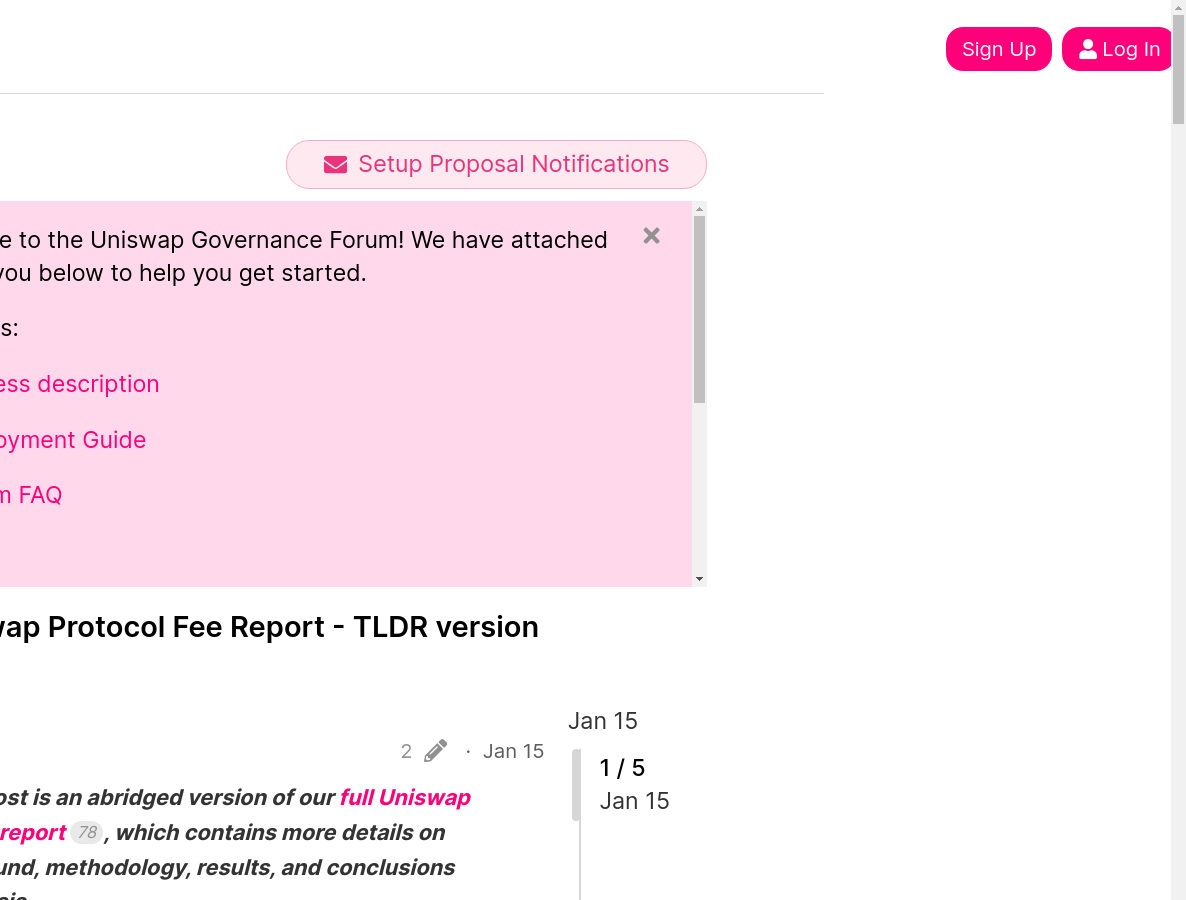 Sign Up
Log In
Setup Proposal Notifications
e to the Uniswap Governance Forum! We have attached
you below to help you get started.
s:
ess description
oyment Guide
m FAQ
wap Protocol Fee Report - TLDR version
Jan 15
2 · Jan 15
1 / 5
Jan 15
ost is an abridged version of our full Uniswap
report 78 , which contains more details on
und, methodology, results, and conclusions